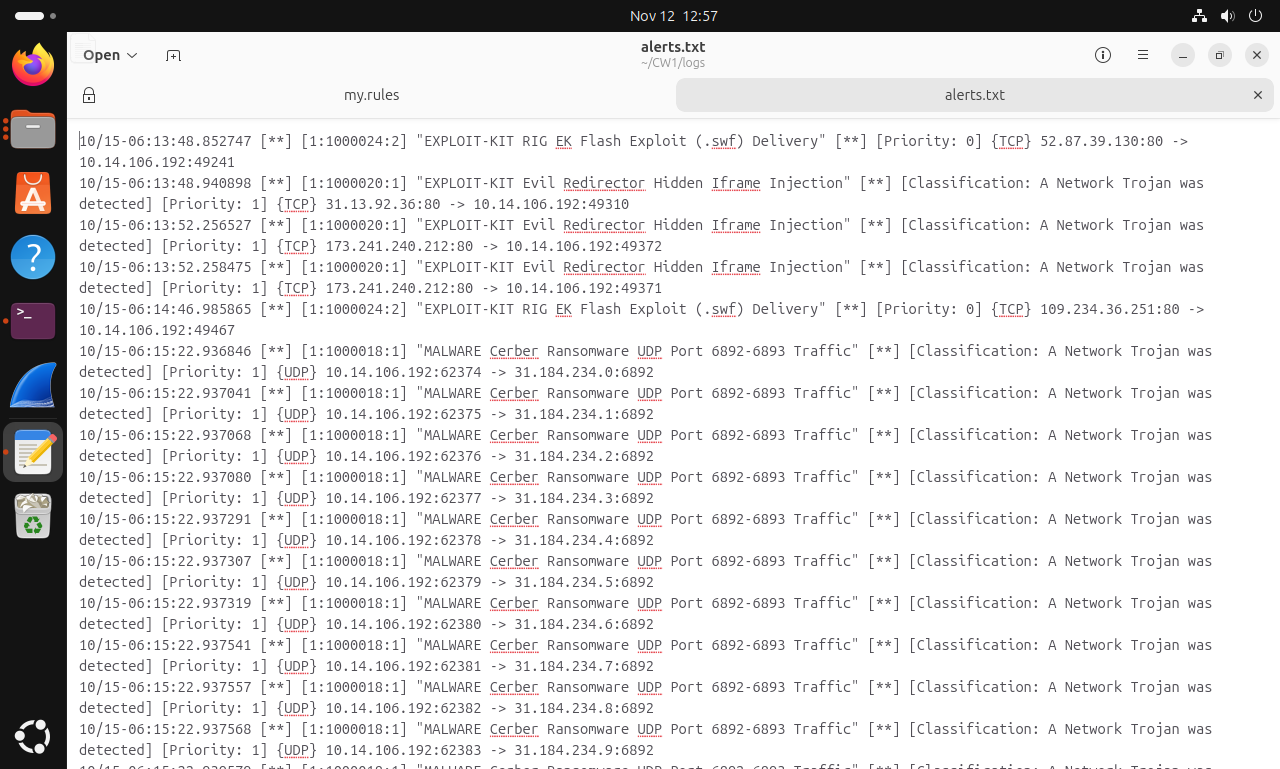 Nov 12 12:57
Open
alerts.txt
~/CW1/logs
my.rules
alerts.txt
10/15-06:13:48.852747 [**] [1:1000024:2] "EXPLOIT-KIT RIG EK Flash Exploit (.swf) Delivery" [**] [Priority: 0] {TCP} 52.87.39.130:80 ->
10.14.106.192:49241
10/15-06:13:48.940898 [**] [1:1000020:1] "EXPLOIT-KIT Evil Redirector Hidden Iframe Injection" [**] [Classification: A Network Trojan was
detected] [Priority: 1] {TCP} 31.13.92.36:80 -> 10.14.106.192:49310
10/15-06:13:52.256527 [**] [1:1000020:1] "EXPLOIT-KIT Evil Redirector Hidden Iframe Injection" [**] [Classification: A Network Trojan was
detected] [Priority: 1] {TCP} 173.241.240.212:80 -> 10.14.106.192:49372
10/15-06:13:52.258475 [**] [1:1000020:1] "EXPLOIT-KIT Evil Redirector Hidden Iframe Injection" [**] [Classification: A Network Trojan was
detected] [Priority: 1] {TCP} 173.241.240.212:80 -> 10.14.106.192:49371
10/15-06:14:46.985865 [**] [1:1000024:2] "EXPLOIT-KIT RIG EK Flash Exploit (.swf) Delivery" [**] [Priority: 0] {TCP} 109.234.36.251:80 ->
10.14.106.192:49467
10/15-06:15:22.936846 [**] [1:1000018:1] "MALWARE Cerber Ransomware UDP Port 6892-6893 Traffic" [**] [Classification: A Network Trojan was
detected] [Priority: 1] {UDP} 10.14.106.192:62374 -> 31.184.234.0:6892
10/15-06:15:22.937041 [**] [1:1000018:1] "MALWARE Cerber Ransomware UDP Port 6892-6893 Traffic" [**] [Classification: A Network Trojan was
detected] [Priority: 1] {UDP} 10.14.106.192:62375 -> 31.184.234.1:6892
10/15-06:15:22.937068 [**] [1:1000018:1] "MALWARE Cerber Ransomware UDP Port 6892-6893 Traffic" [**] [Classification: A Network Trojan was
detected] [Priority: 1] {UDP} 10.14.106.192:62376 -> 31.184.234.2:6892
10/15-06:15:22.937080 [**] [1:1000018:1] "MALWARE Cerber Ransomware UDP Port 6892-6893 Traffic" [**] [Classification: A Network Trojan was
detected] [Priority: 1] {UDP} 10.14.106.192:62377 -> 31.184.234.3:6892
10/15-06:15:22.937291 [**] [1:1000018:1] "MALWARE Cerber Ransomware UDP Port 6892-6893 Traffic" [**] [Classification: A Network Trojan was
detected] [Priority: 1] {UDP} 10.14.106.192:62378 -> 31.184.234.4:6892
10/15-06:15:22.937307 [**] [1:1000018:1] "MALWARE Cerber Ransomware UDP Port 6892-6893 Traffic" [**] [Classification: A Network Trojan was
detected] [Priority: 1] {UDP} 10.14.106.192:62379 -> 31.184.234.5:6892
10/15-06:15:22.937319 [**] [1:1000018:1] "MALWARE Cerber Ransomware UDP Port 6892-6893 Traffic" [**] [Classification: A Network Trojan was
detected] [Priority: 1] {UDP} 10.14.106.192:62380 -> 31.184.234.6:6892
10/15-06:15:22.937541 [**] [1:1000018:1] "MALWARE Cerber Ransomware UDP Port 6892-6893 Traffic" [**] [Classification: A Network Trojan was
detected] [Priority: 1] {UDP} 10.14.106.192:62381 -> 31.184.234.7:6892
10/15-06:15:22.937557 [**] [1:1000018:1] "MALWARE Cerber Ransomware UDP Port 6892-6893 Traffic" [**] [Classification: A Network Trojan was
detected] [Priority: 1] {UDP} 10.14.106.192:62382 -> 31.184.234.8:6892
10/15-06:15:22.937568 [**] [1:1000018:1] "MALWARE Cerber Ransomware UDP Port 6892-6893 Traffic" [**] [Classification: A Network Trojan was
detected] [Priority: 1] {UDP} 10.14.106.192:62383 -> 31.184.234.9:6892